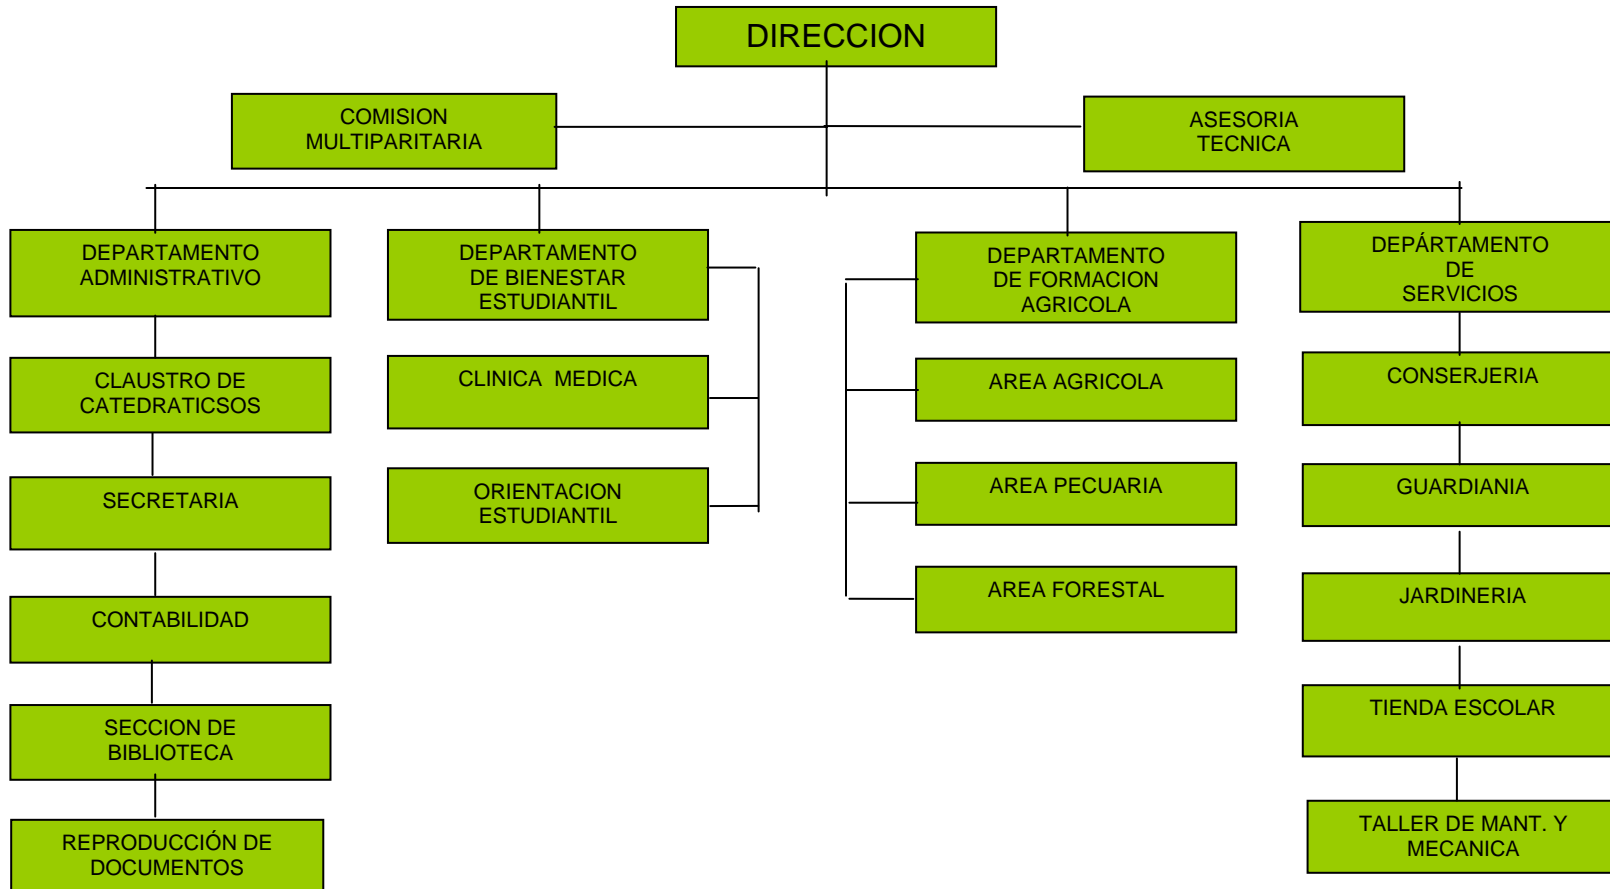 DIRECCION
COMISION
MULTIPARITARIA
ASESORIA
TECNICA
DEPARTAMENTO
ADMINISTRATIVO
CLAUSTRO DE
CATEDRATICSOS
SECRETARIA
CONTABILIDAD
SECCION DE
BIBLIOTECA
REPRODUCCIÓN DE
DOCUMENTOS
DEPARTAMENTO
DE BIENESTAR
ESTUDIANTIL
CLINICA MEDICA
ORIENTACION
ESTUDIANTIL
DEPARTAMENTO
DE FORMACION
AGRICOLA
AREA AGRICOLA
AREA PECUARIA
AREA FORESTAL
DEPÁRTAMENTO
DE
SERVICIOS
CONSERJERIA
GUARDIANIA
JARDINERIA
TIENDA ESCOLAR
TALLER DE MANT. Y
MECANICA